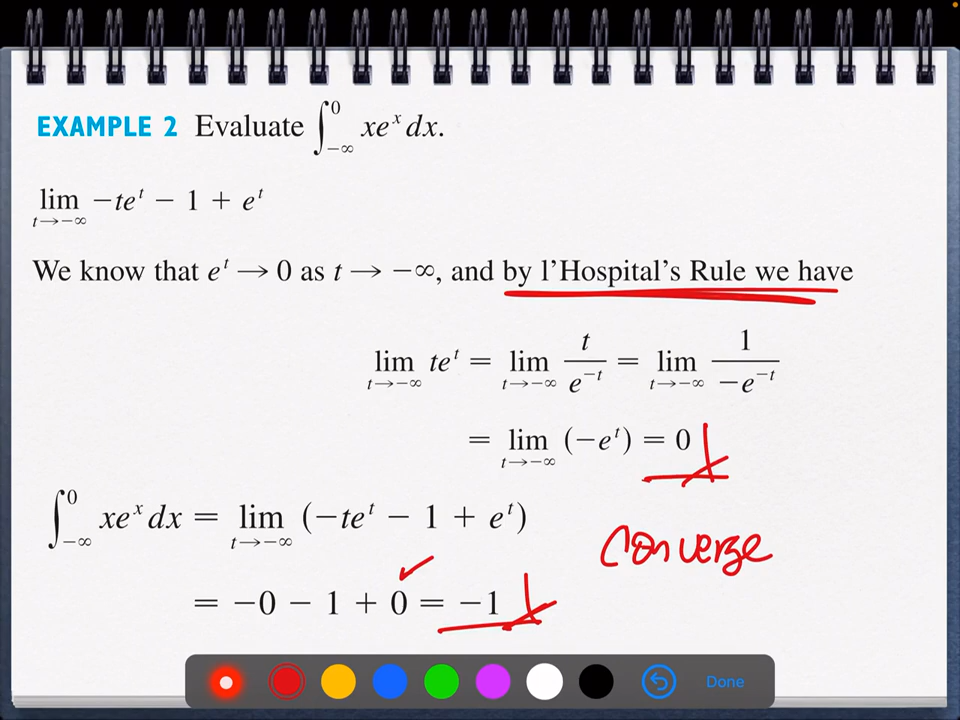 EXAMPLE 2 Evaluate ∫_{−∞}^{0} xe^x dx.
lim_{t→−∞} −te^t − 1 + e^t
We know that e^t → 0 as t → −∞, and by l’Hospital’s Rule we have
lim_{t→−∞} te^t = lim_{t→−∞} t/e^{−t} = lim_{t→−∞} 1/(−e^{−t})
= lim_{t→−∞} (−e^t) = 0
∫_{−∞}^{0} xe^x dx = lim_{t→−∞} (−te^t − 1 + e^t)
converge
= −0 − 1 + 0 = −1
Done